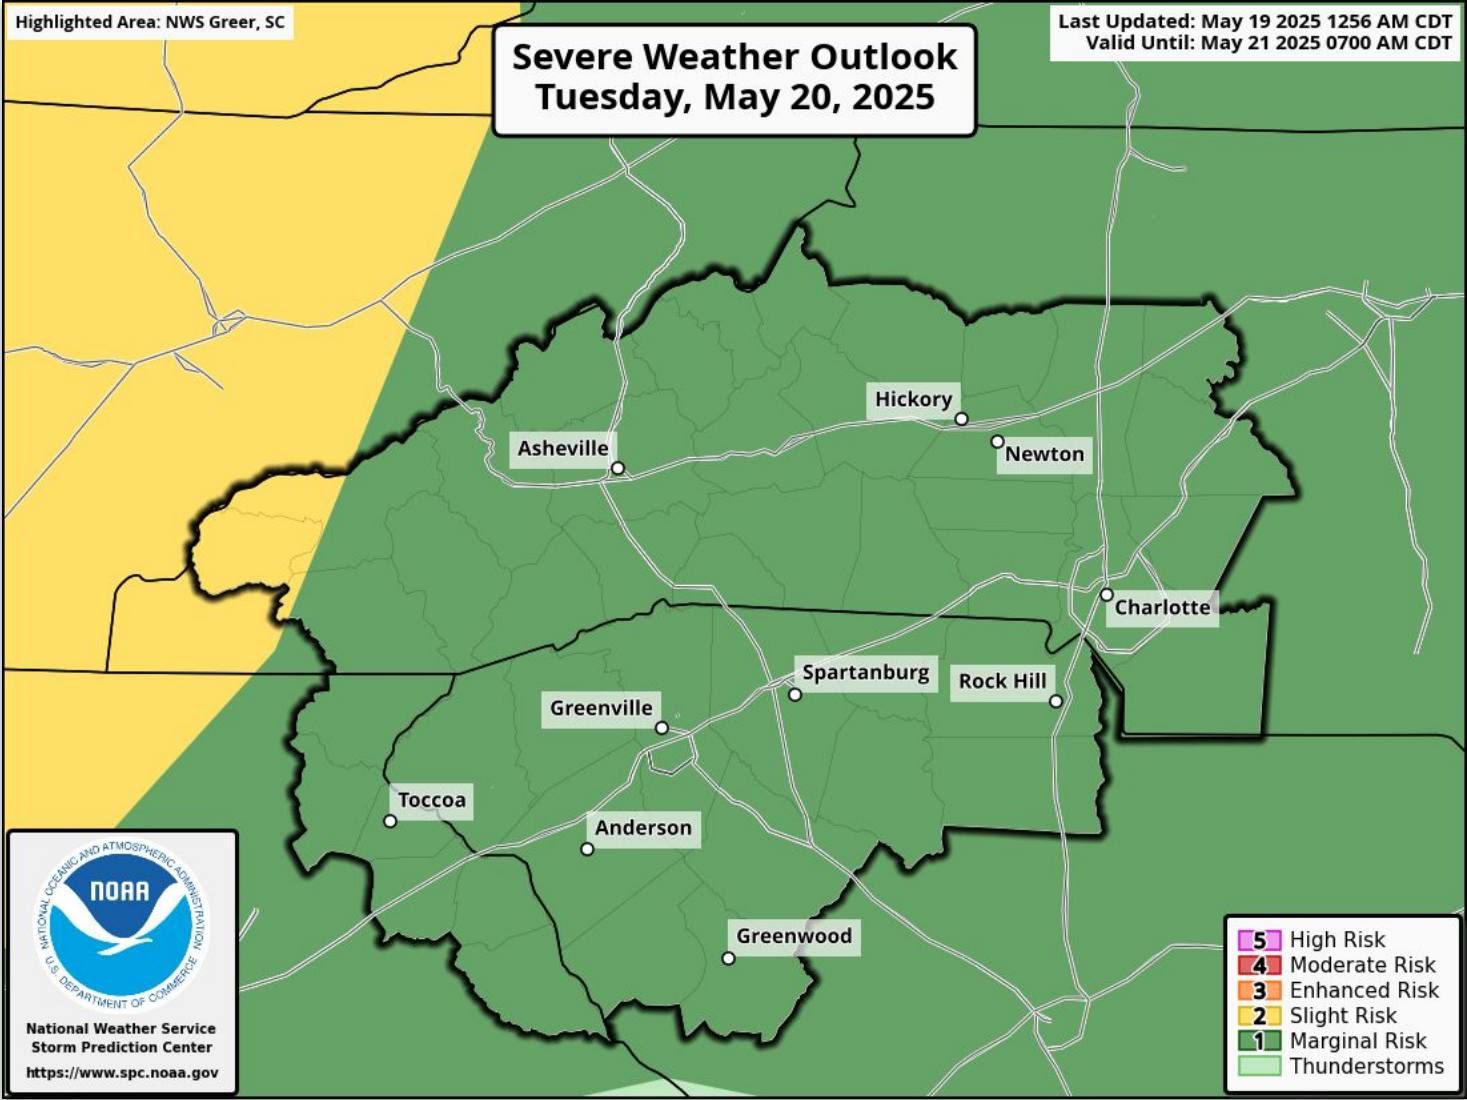 Highlighted Area: NWS Greer, SC
Severe Weather Outlook
Tuesday, May 20, 2025
Last Updated: May 19 2025 1256 AM CDT
Valid Until: May 21 2025 0700 AM CDT
Hickory
Asheville
Newton
Charlotte
Spartanburg
Rock Hill
Greenville
Toccoa
Anderson
Greenwood
NATIONAL OCEANIC AND ATMOSPHERIC ADMINISTRATION
NOAA
U.S. DEPARTMENT OF COMMERCE
National Weather Service
Storm Prediction Center
https://www.spc.noaa.gov
5 High Risk
4 Moderate Risk
3 Enhanced Risk
2 Slight Risk
1 Marginal Risk
Thunderstorms